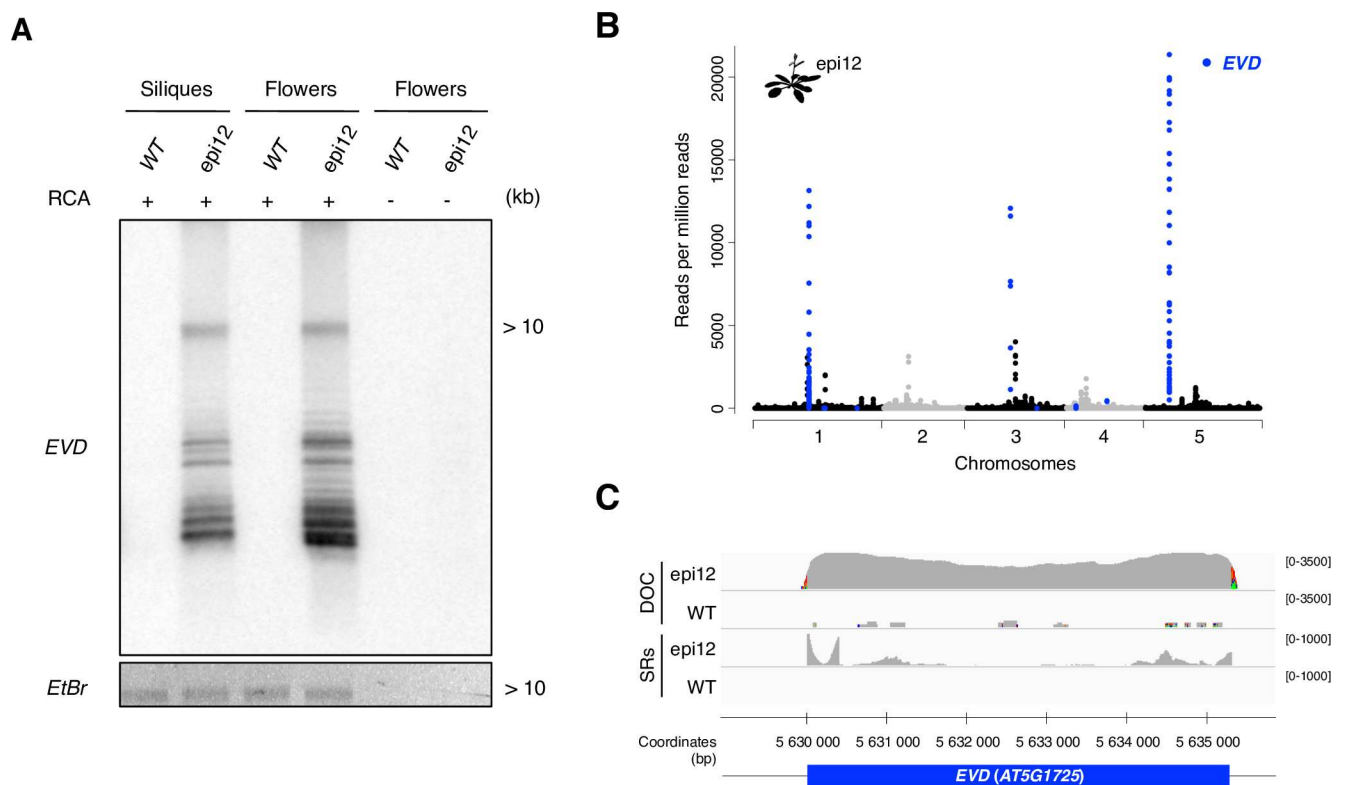 A
Siliques Flowers Flowers
WT epi12 WT epi12 WT epi12
RCA + + + + - - (kb)
> 10
EVD
EtBr > 10
B
epi12
EVD
Reads per million reads
20000
15000
10000
5000
0
1 2 3 4 5
Chromosomes
C
DOC
epi12 [0-3500]
WT [0-3500]
SRs
epi12 [0-1000]
WT [0-1000]
Coordinates (bp)
5 630 000 5 631 000 5 632 000 5 633 000 5 634 000 5 635 000
EVD (AT5G1725)